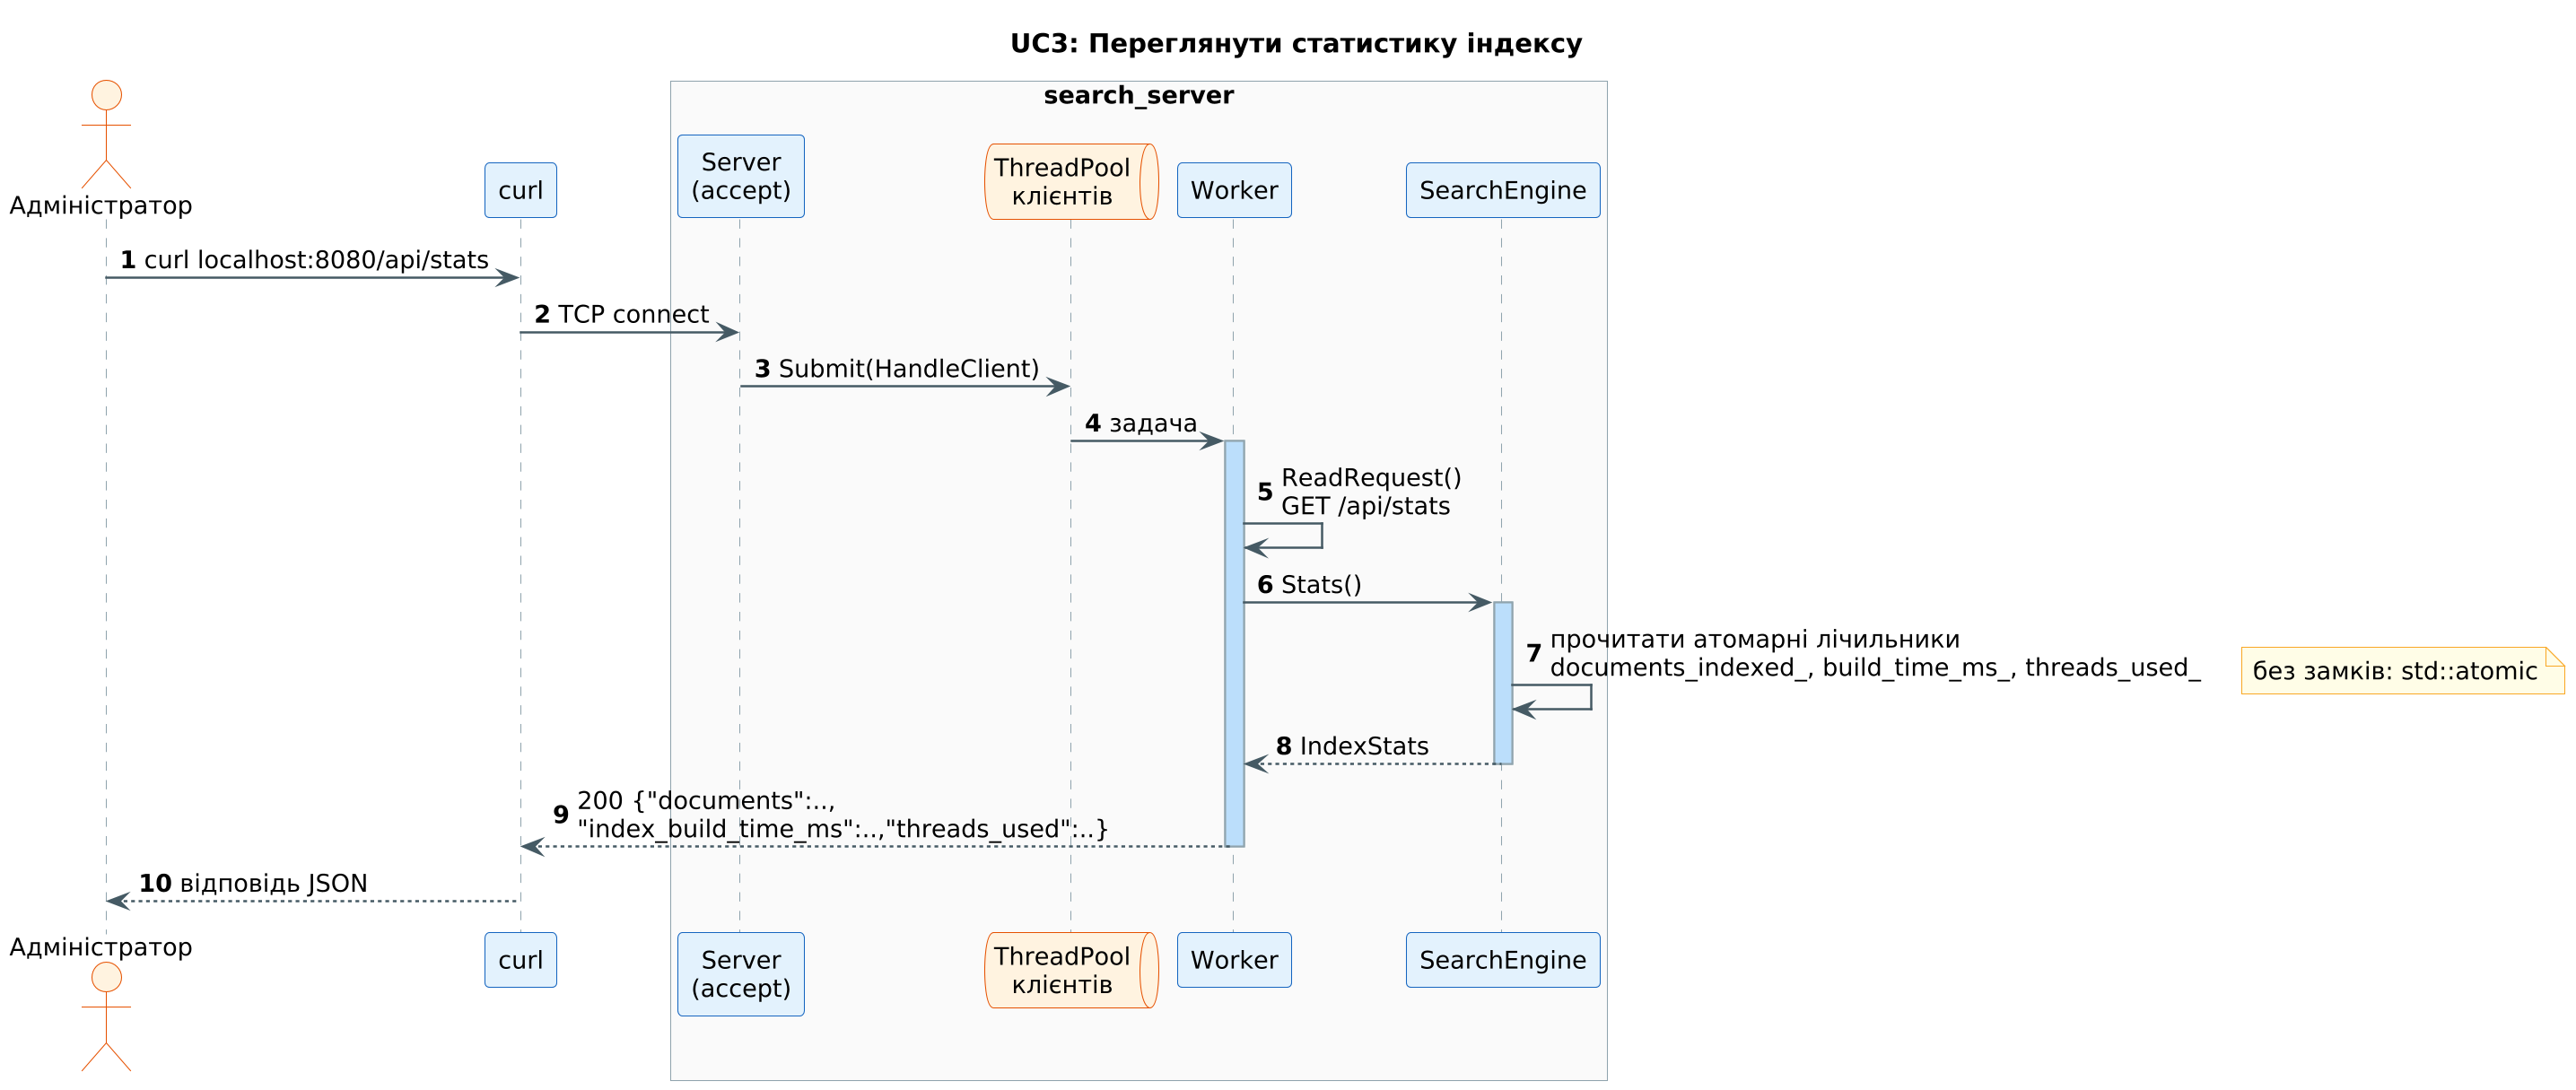 UC3: Переглянути статистику індексу
search_server
Адміністратор
curl
Server
(accept)
ThreadPool
клієнтів
Worker
SearchEngine
1 curl localhost:8080/api/stats
2 TCP connect
3 Submit(HandleClient)
4 задача
5 ReadRequest()
GET /api/stats
6 Stats()
7 прочитати атомарні лічильники
documents_indexed_, build_time_ms_, threads_used_
без замків: std::atomic
8 IndexStats
9 200 {"documents":..,
"index_build_time_ms":..,"threads_used":..}
10 відповідь JSON
Адміністратор
curl
Server
(accept)
ThreadPool
клієнтів
Worker
SearchEngine